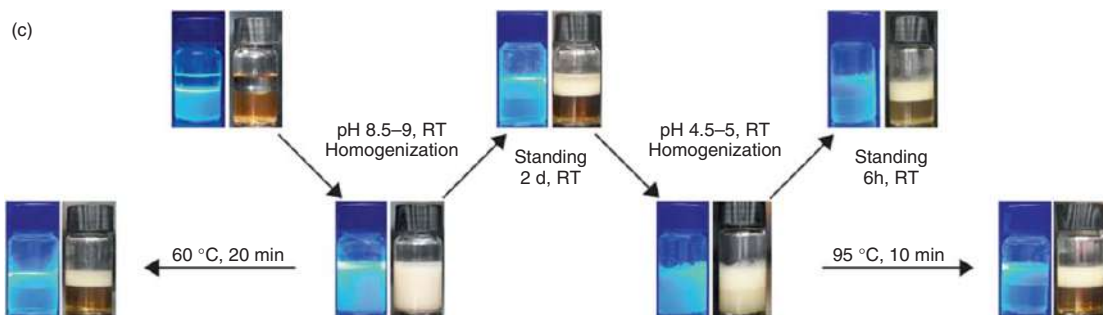 (c)
pH 8.5–9, RT
Homogenization
Standing
2 d, RT
pH 4.5–5, RT
Homogenization
Standing
6h, RT
60 °C, 20 min
95 °C, 10 min